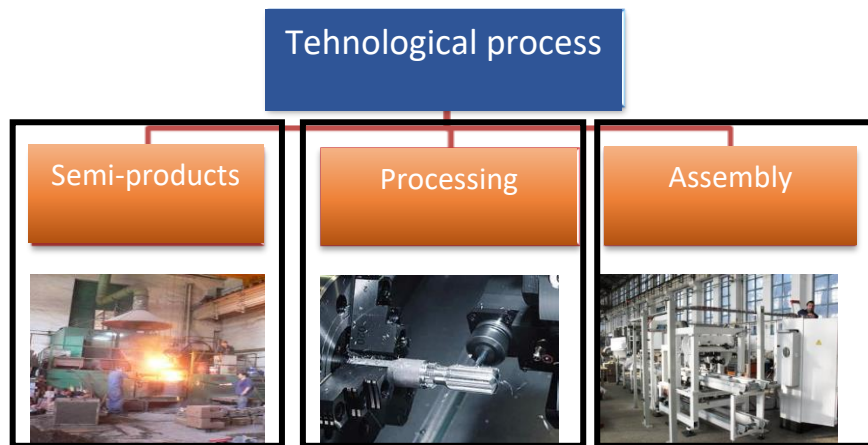 Tehnological process
Semi-products
Processing
Assembly